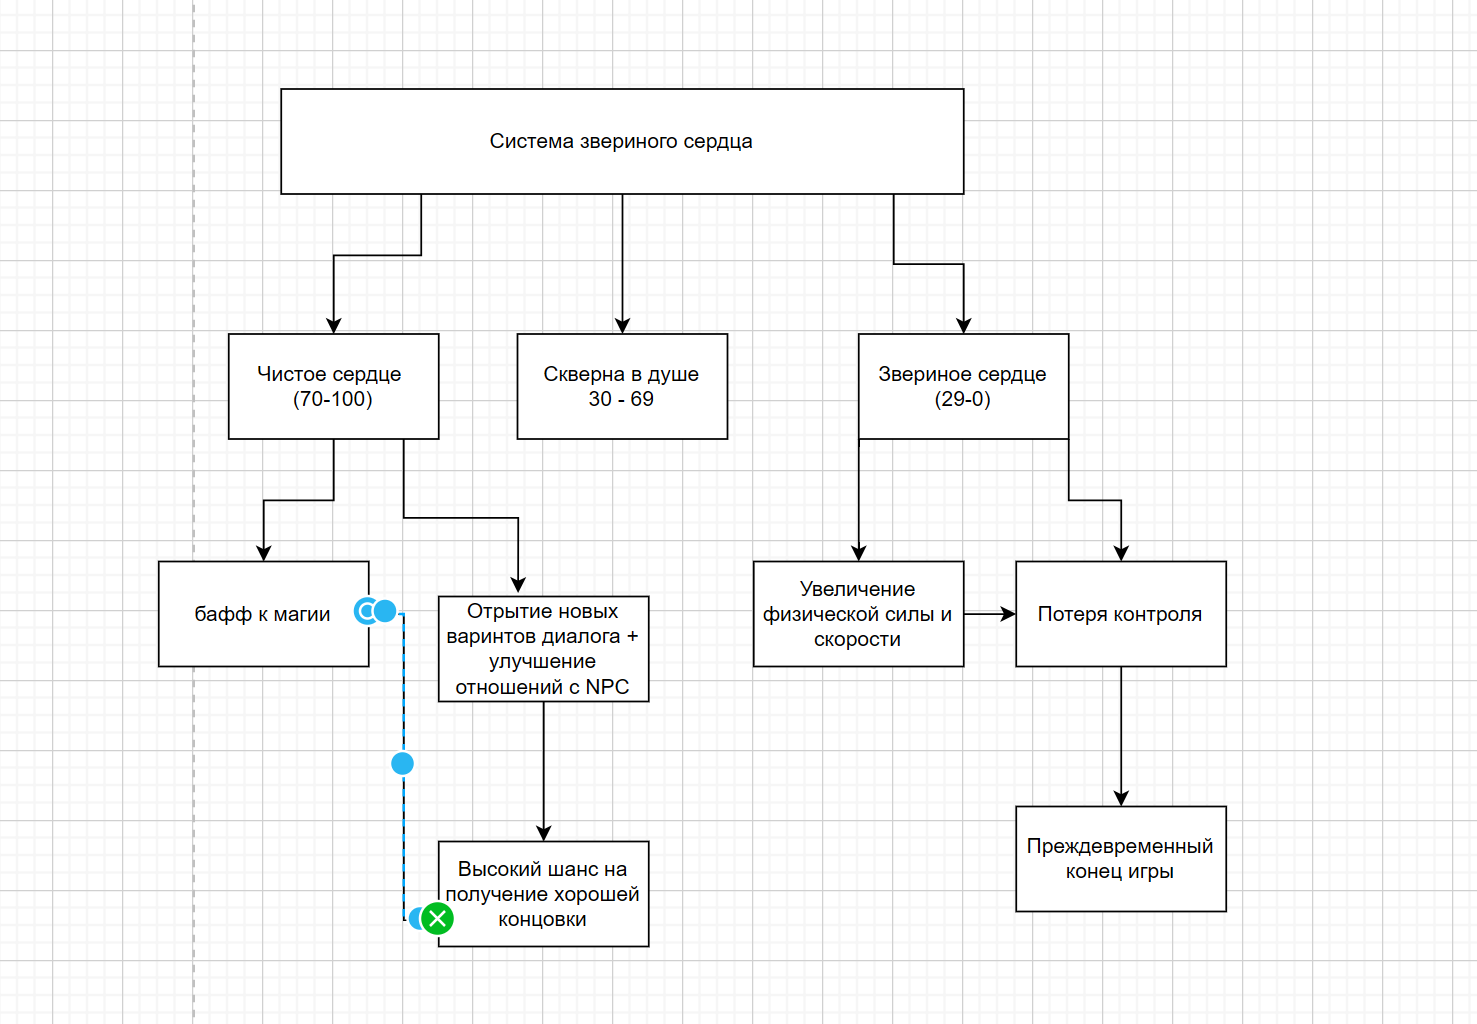 Система звериного сердца
Чистое сердце
(70-100)
Скверна в душе
30 - 69
Звериное сердце
(29-0)
бафф к магии
Отрытие новых
варинтов диалога +
улучшение
отношений с NPC
Увеличение
физической силы и
скорости
Потеря контроля
Высокий шанс на
получение хорошей
концовки
Преждевременный
конец игры